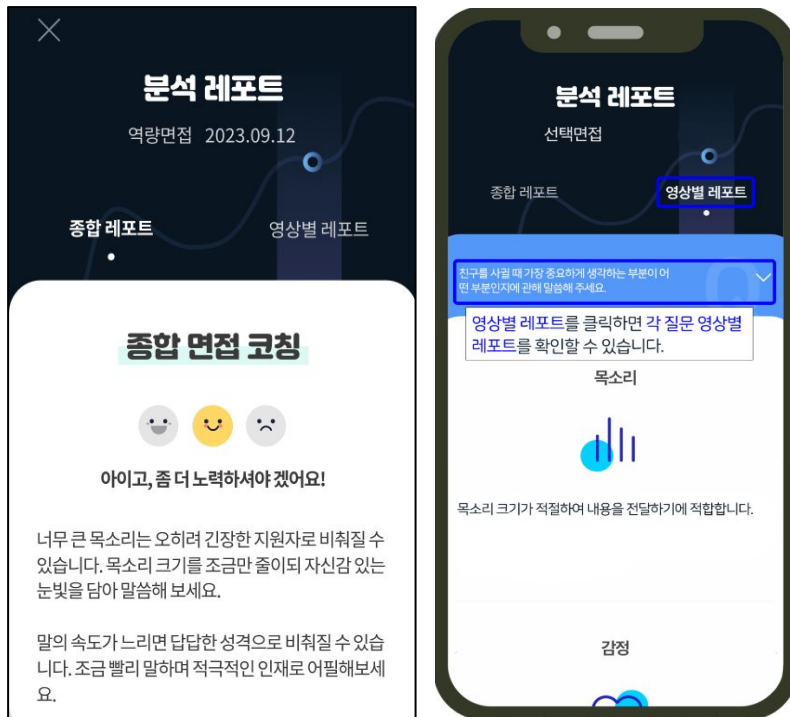 분석 레포트
역량면접 2023.09.12
종합 레포트
영상별 레포트
종합 면접 코칭
아이고, 좀 더 노력하셔야 겠어요!
너무 큰 목소리는 오히려 긴장한 지원자로 비춰질 수
있습니다. 목소리 크기를 조금만 줄이되 자신감 있는
눈빛을 담아 말씀해 보세요.
말의 속도가 느리면 답답한 성격으로 비춰질 수 있습
니다. 조금 빨리 말하며 적극적인 인재로 어필해보세
요.
분석 레포트
선택면접
종합 레포트
영상별 레포트
친구를 사귈 때 가장 중요하게 생각하는 부분이 어
떤 부분인지에 관해 말씀해 주세요.
Q
영상별 레포트를 클릭하면 각 질문 영상별
레포트를 확인할 수 있습니다.
목소리
목소리 크기가 적절하여 내용을 전달하기에 적합합니다.
감정